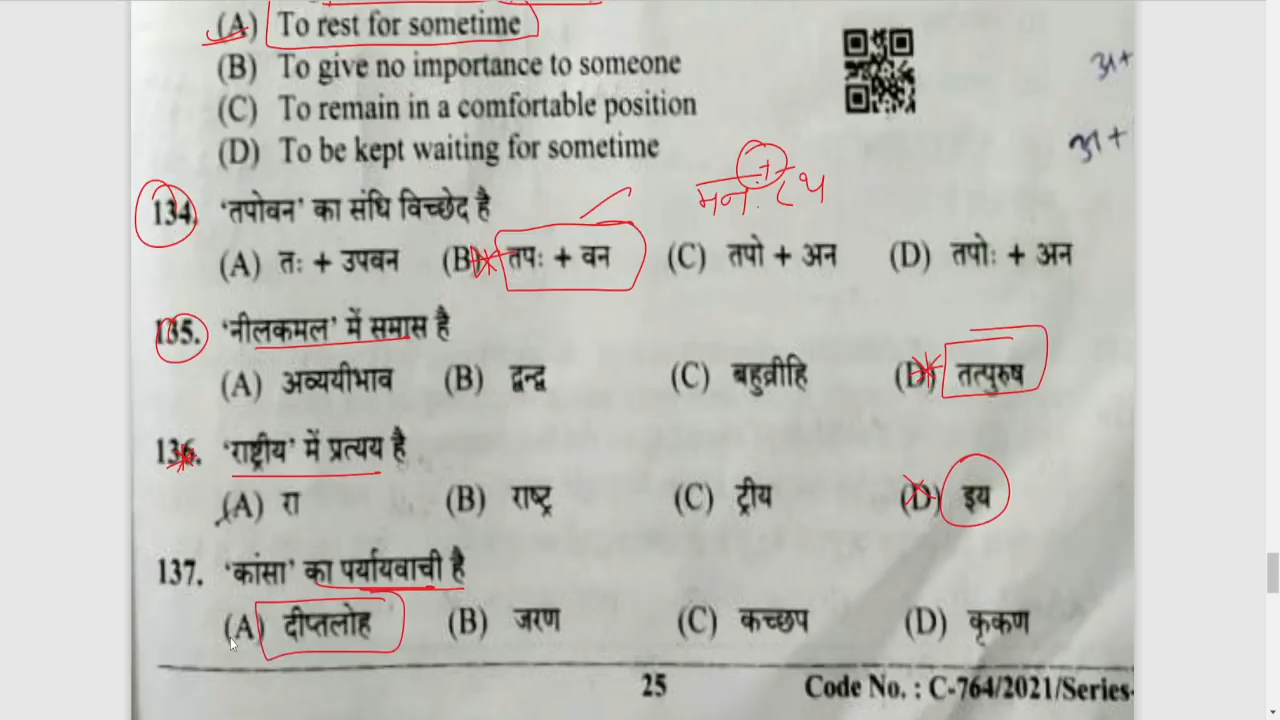 (A) To rest for sometime
(B) To give no importance to someone
(C) To remain in a comfortable position
(D) To be kept waiting for sometime
अ+
अ+
मन: + रथ
134. 'तपोवन' का संधि विच्छेद है
(A) तः + उपवन (B) तपः + वन (C) तपो + अन (D) तपोः + अन
135. 'नीलकमल' में समास है
(A) अव्ययीभाव (B) द्वन्द्व (C) बहुव्रीहि (D) तत्पुरुष
136. 'राष्ट्रीय' में प्रत्यय है
(A) रा (B) राष्ट्र (C) ट्रीय (D) इय
137. 'कांसा' का पर्यायवाची है
(A) दीप्तलोह (B) जरण (C) कच्छप (D) कृकण
25 Code No. : C-764/2021/Series-